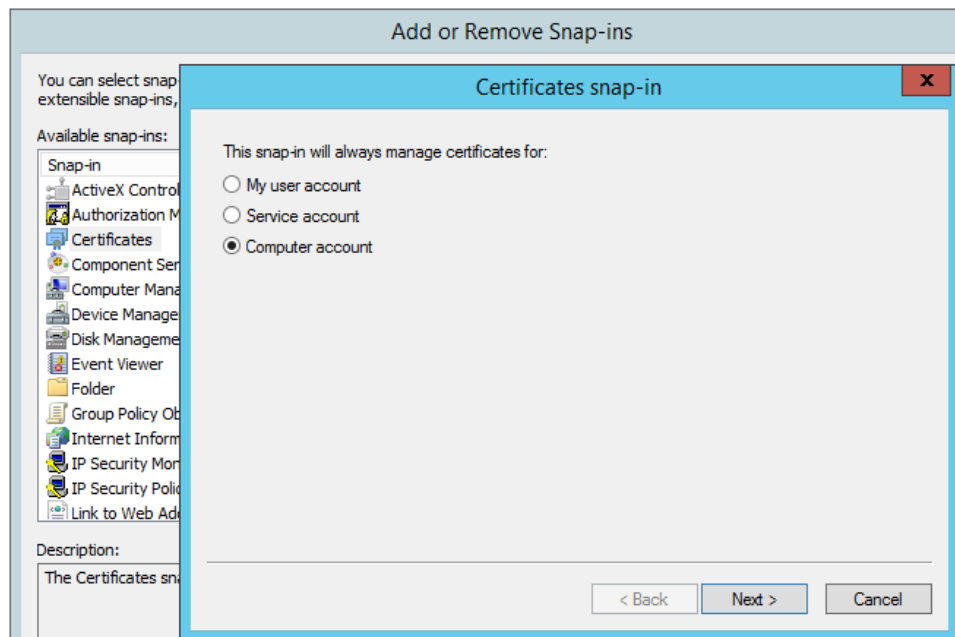 Add or Remove Snap-ins
You can select snap-
extensible snap-ins,
Available snap-ins:
Snap-in
ActiveX Control
Authorization M
Certificates
Component Ser
Computer Mana
Device Manage
Disk Manageme
Event Viewer
Folder
Group Policy Ob
Internet Inform
IP Security Mon
IP Security Polic
Link to Web Add
Description:
The Certificates sna
Certificates snap-in
x
This snap-in will always manage certificates for:
My user account
Service account
Computer account
< Back
Next >
Cancel